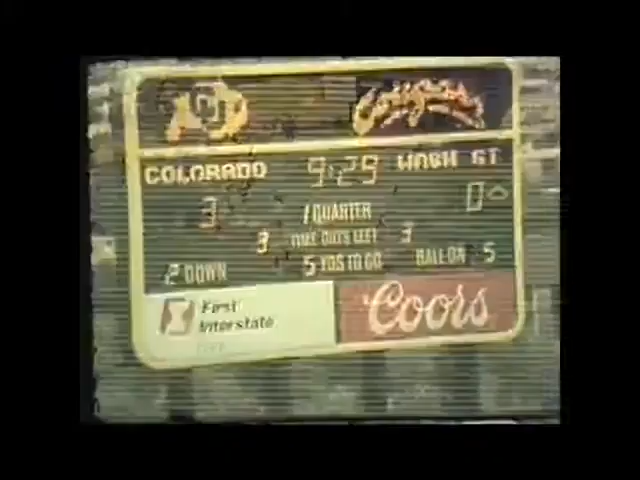 CU
Cougars
COLORADO 9:29 WASH ST
3 1 QUARTER 0
3 TIME OUTS LEFT 3
2 DOWN 5 YDS TO GO BALL ON 5
First
Interstate
Coors